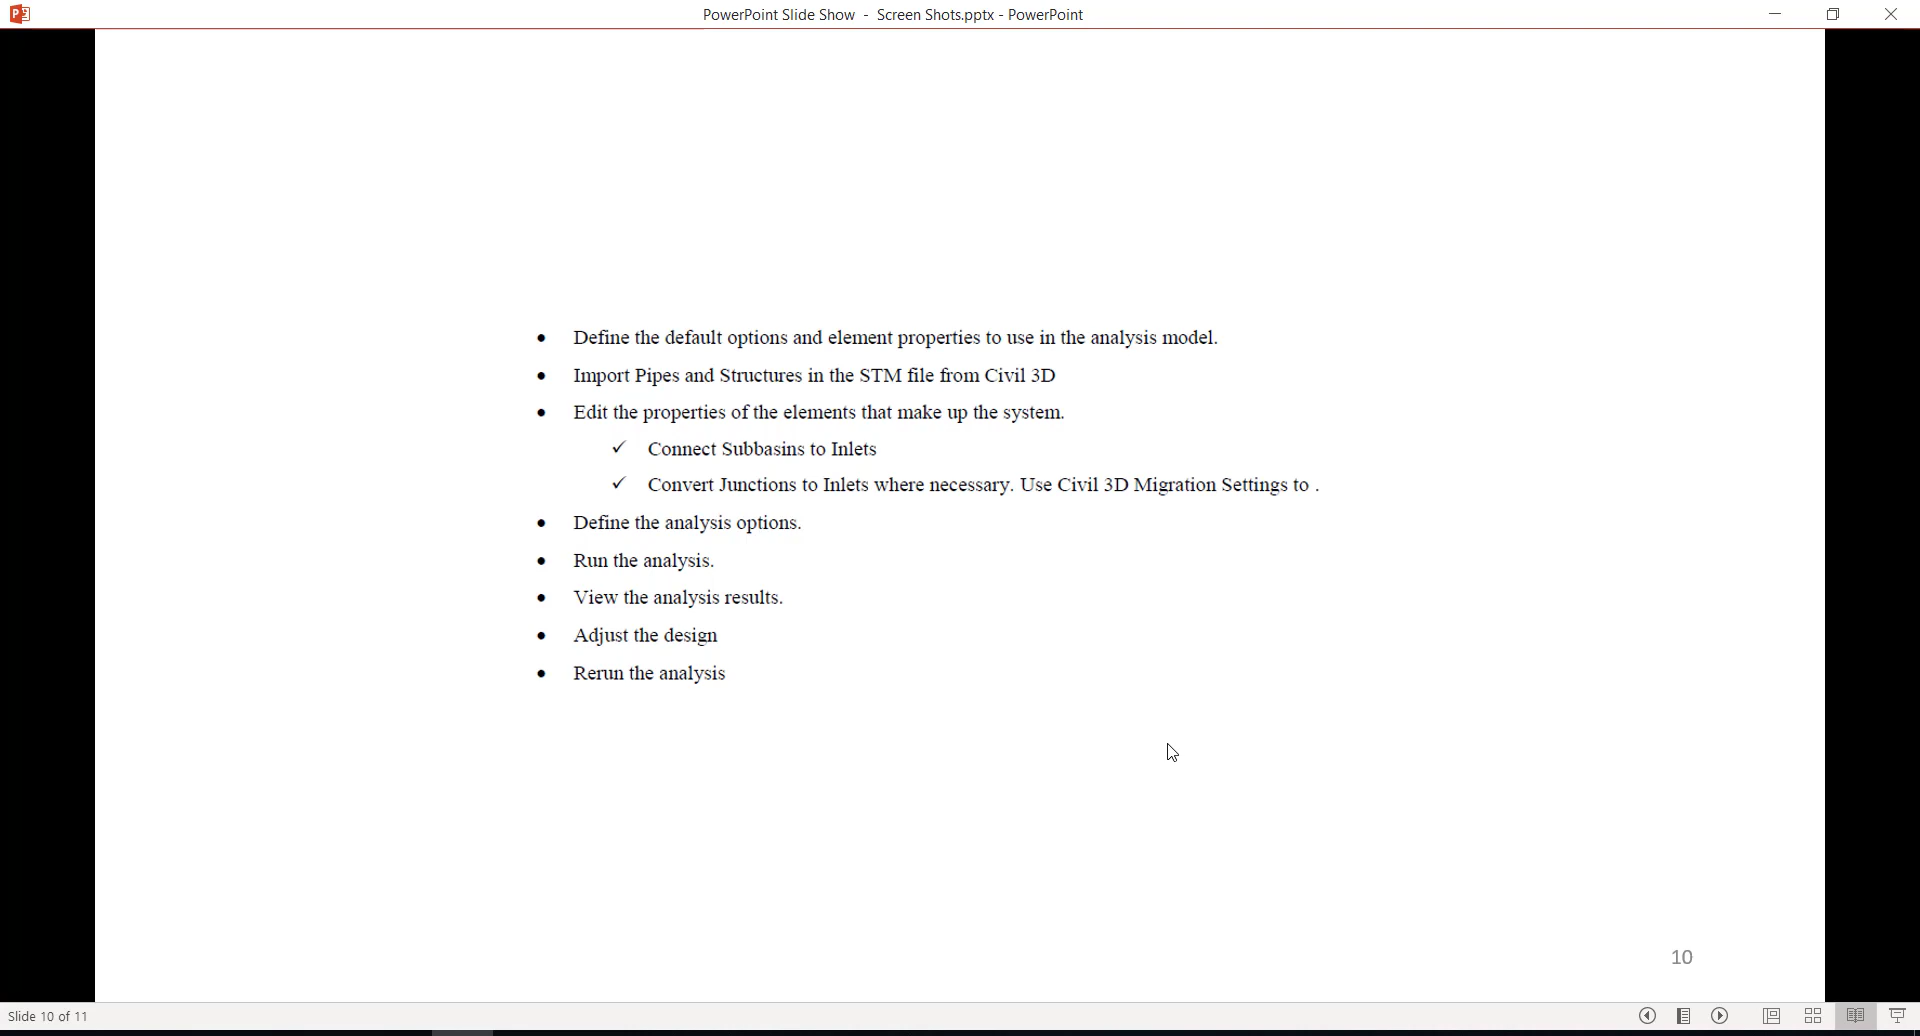 PowerPoint Slide Show - Screen Shots.pptx - PowerPoint
• Define the default options and element properties to use in the analysis model.
• Import Pipes and Structures in the STM file from Civil 3D
• Edit the properties of the elements that make up the system.
✓ Connect Subbasins to Inlets
✓ Convert Junctions to Inlets where necessary. Use Civil 3D Migration Settings to .
• Define the analysis options.
• Run the analysis.
• View the analysis results.
• Adjust the design
• Rerun the analysis
10
Slide 10 of 11